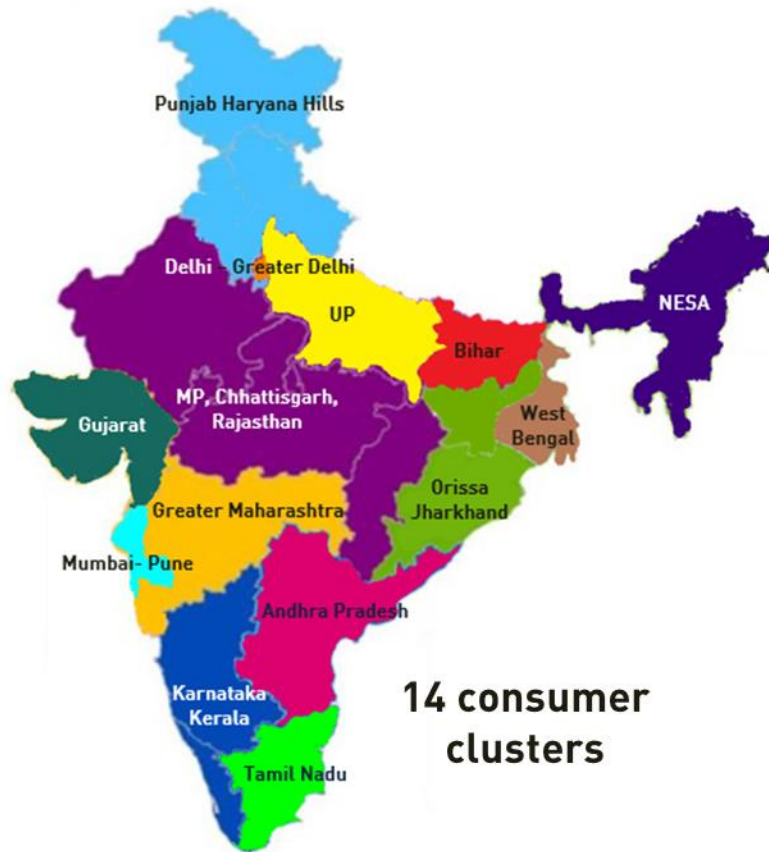 Punjab Haryana Hills
Delhi - Greater Delhi
UP
NESA
Bihar
MP, Chhattisgarh,
Rajasthan
Gujarat
West
Bengal
Orissa
Jharkhand
Greater Maharashtra
Mumbai- Pune
Andhra Pradesh
Karnataka
Kerala
Tamil Nadu
14 consumer
clusters